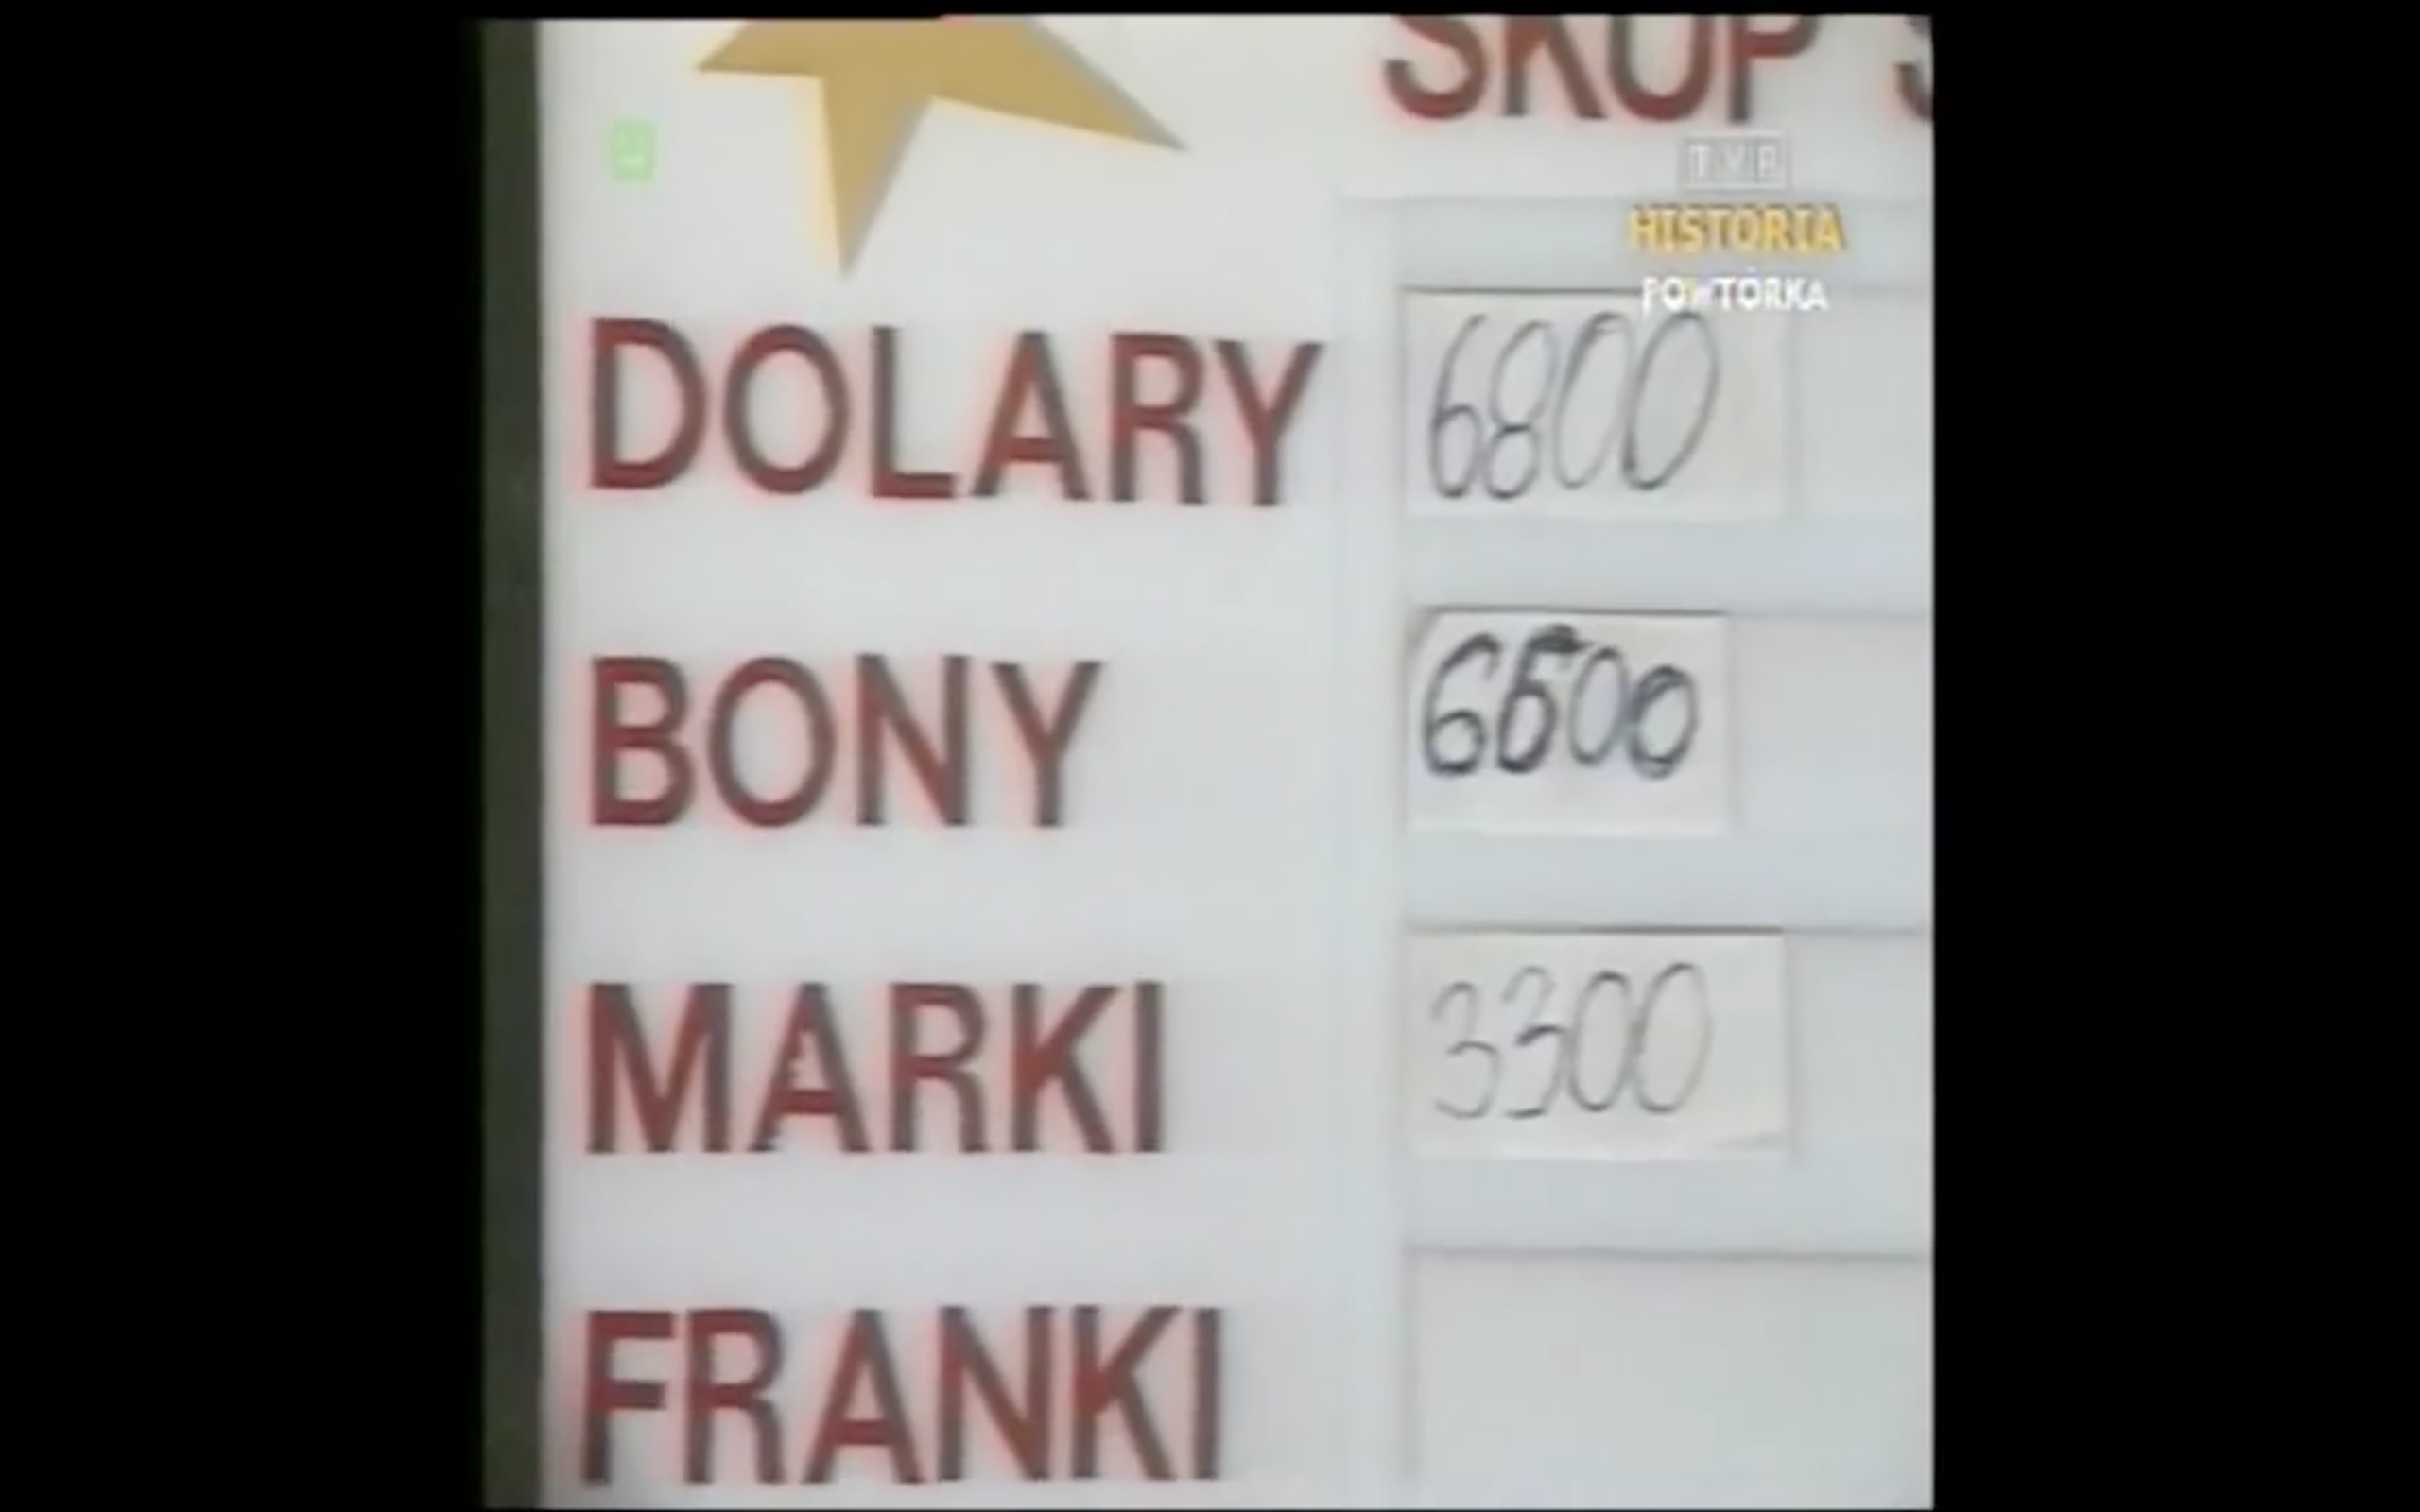 SKUP
TVP
HISTORIA
POWTÓRKA
DOLARY 6800
BONY 6500
MARKI 3300
FRANKI